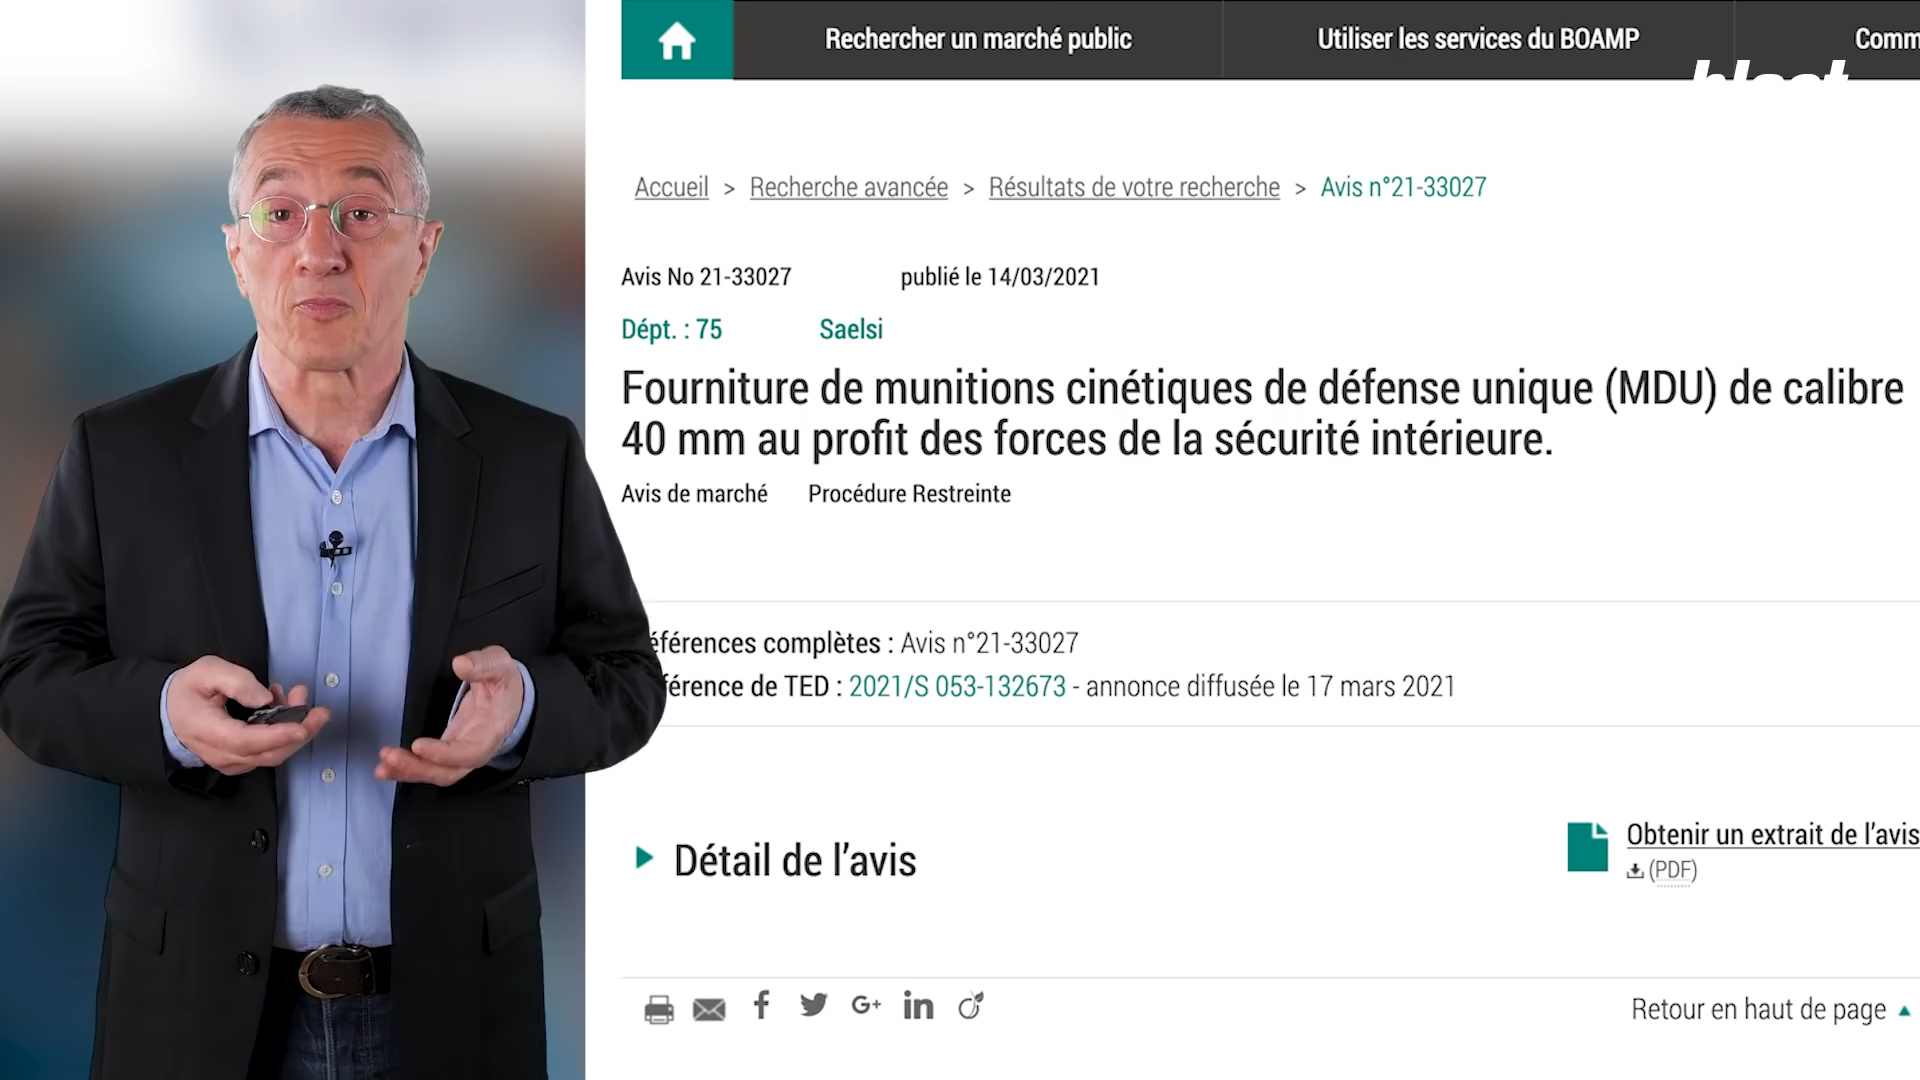 Rechercher un marché public
Utiliser les services du BOAMP
Comm
Accueil > Recherche avancée > Résultats de votre recherche > Avis n°21-33027
Avis No 21-33027 publié le 14/03/2021
Dépt. : 75 Saelsi
Fourniture de munitions cinétiques de défense unique (MDU) de calibre
40 mm au profit des forces de la sécurité intérieure.
Avis de marché Procédure Restreinte
éférences complètes : Avis n°21-33027
férence de TED : 2021/S 053-132673 - annonce diffusée le 17 mars 2021
Détail de l'avis
Obtenir un extrait de l'avis
(PDF)
G+ in
Retour en haut de page